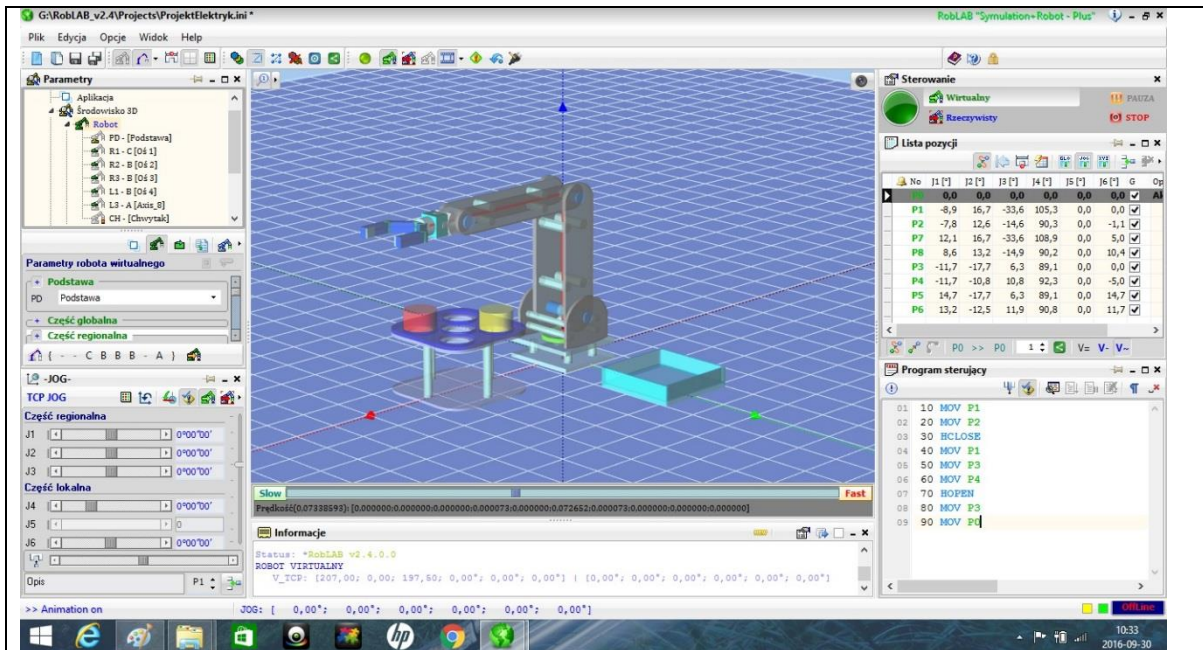 G:\RobLAB_v2.4\Projects\ProjektElektryk.ini *
RobLAB "Symulation+Robot - Plus"
Plik Edycja Opcje Widok Help
Parametry
Aplikacja
Środowisko 3D
Robot
PD - [Podstawa]
R1 - C [Oś 1]
R2 - B [Oś 2]
R3 - B [Oś 3]
L1 - B [Oś 4]
L3 - A [Axis_8]
CH - [Chwytak]
Parametry robota wirtualnego
Podstawa
PD Podstawa
Część globalna
Część regionalna
{ - - C B B B - A }
-JOG-
TCP JOG
Część regionalna
J1 0°00'00'
J2 0°00'00'
J3 0°00'00'
Część lokalna
J4 0°00'00'
J5 0
J6 0°00'00'
Opis P1
Slow Fast
Prędkość(0.07338593): [0.000000:0.000000:0.000000:0.000073:0.000000:0.072652:0.000073:0.000000:0.000000:0.000000]
Informacje
Status: *RobLAB v2.4.0.0
ROBOT VIRTUALNY
V_TCP: [207,00; 0,00; 197,50; 0,00°; 0,00°; 0,00°] | [0,00°; 0,00°; 0,00°; 0,00°; 0,00°; 0,00°]
Sterowanie
Wirtualny PAUZA
Rzeczywisty STOP
Lista pozycji
No J1 [°] J2 [°] J3 [°] J4 [°] J5 [°] J6 [°] G Op
P0 0,0 0,0 0,0 0,0 0,0 0,0
P1 -8,9 16,7 -33,6 105,3 0,0 0,0
P2 -7,8 12,6 -14,6 90,3 0,0 -1,1
P7 12,1 16,7 -33,6 108,9 0,0 5,0
P8 8,6 13,2 -14,9 90,2 0,0 10,4
P3 -11,7 -17,7 6,3 89,1 0,0 0,0
P4 -11,7 -10,8 10,8 92,3 0,0 -5,0
P5 14,7 -17,7 6,3 89,1 0,0 14,7
P6 13,2 -12,5 11,9 90,8 0,0 11,7
P0 >> P0 1 V= V- V~
Program sterujący
01 10 MOV P1
02 20 MOV P2
03 30 HCLOSE
04 40 MOV P1
05 50 MOV P3
06 60 MOV P4
07 70 HOPEN
08 80 MOV P3
09 90 MOV P0
>> Animation on
JOG: [ 0,00°; 0,00°; 0,00°; 0,00°; 0,00°; 0,00°]
OffLine
hp
10:33
2016-09-30